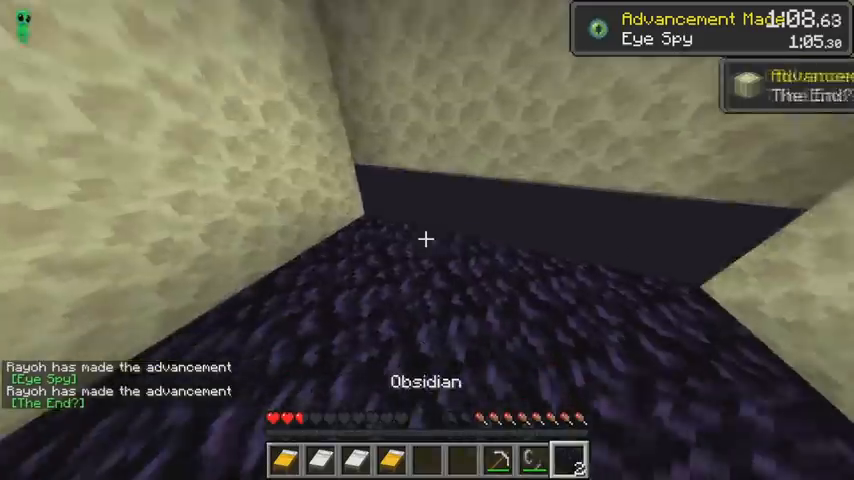 Advancement Made
1:08.63
Eye Spy
1:05.30
The End?
Rayoh has made the advancement
[Eye Spy]
Rayoh has made the advancement
[The End?]
Obsidian
2